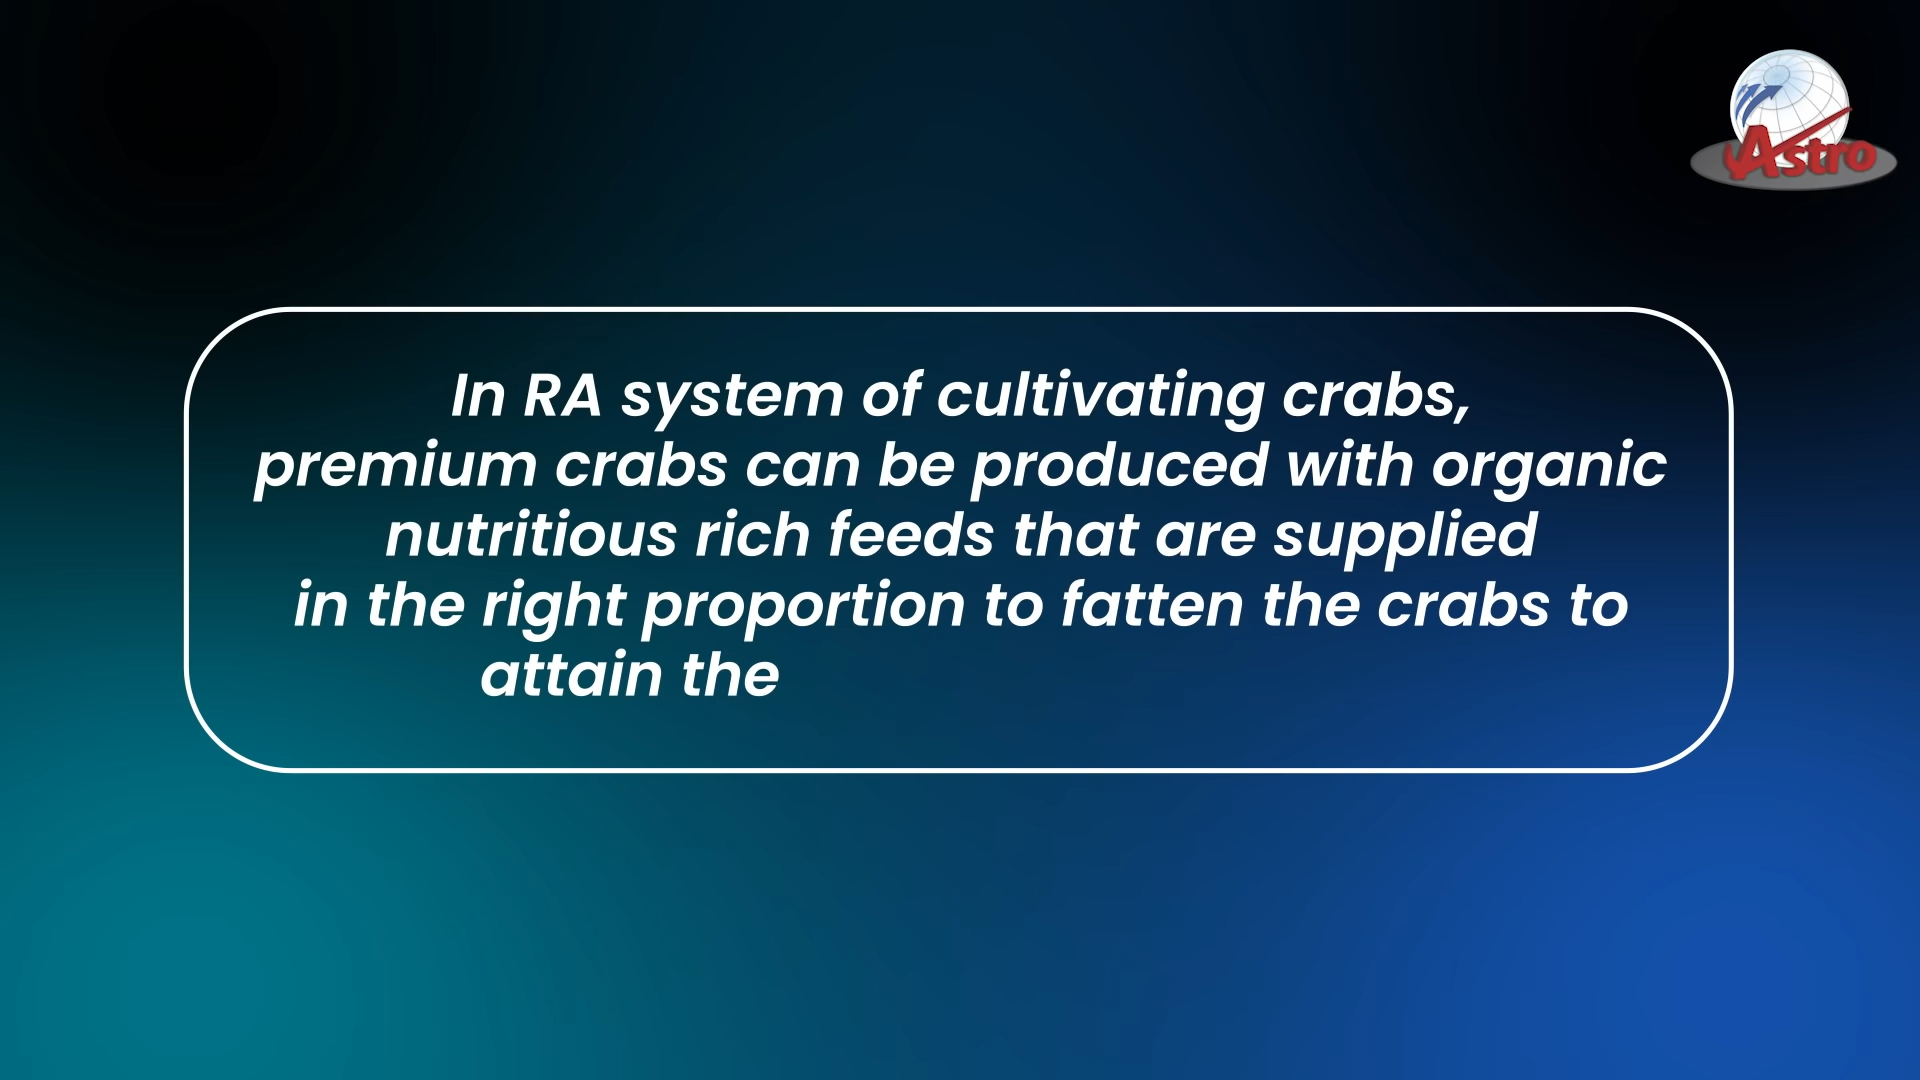 Astro
In RA system of cultivating crabs,
premium crabs can be produced with organic
nutritious rich feeds that are supplied
in the right proportion to fatten the crabs to
attain the